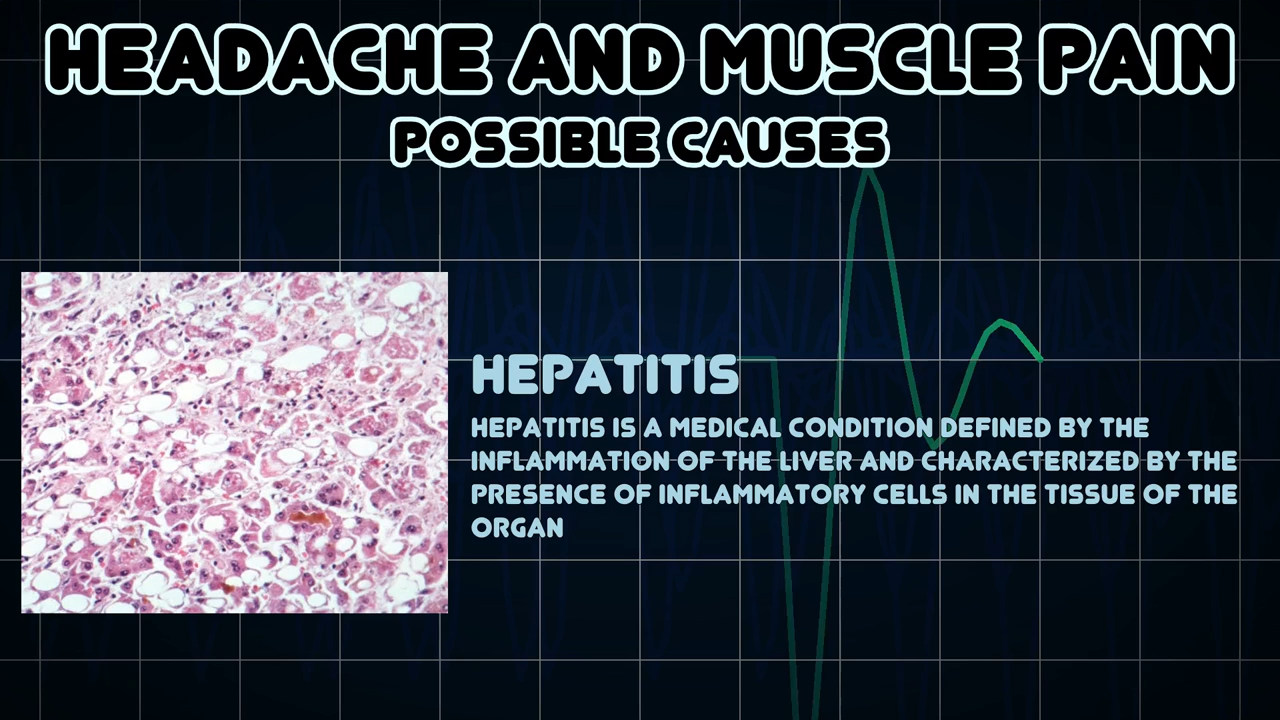 HEADACHE AND MUSCLE PAIN
POSSIBLE CAUSES
HEPATITIS
HEPATITIS IS A MEDICAL CONDITION DEFINED BY THE
INFLAMMATION OF THE LIVER AND CHARACTERIZED BY THE
PRESENCE OF INFLAMMATORY CELLS IN THE TISSUE OF THE
ORGAN